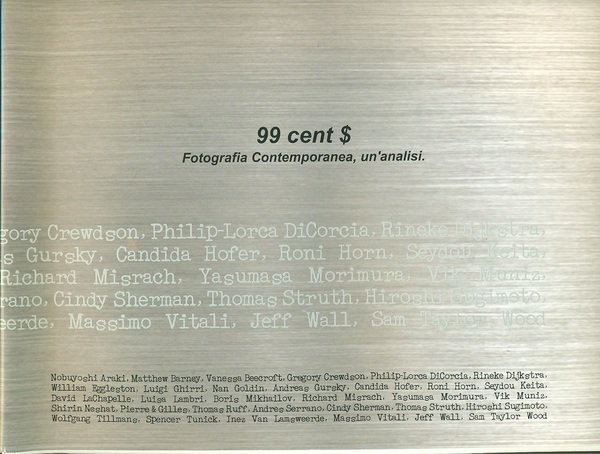 99 cent $
Fotografia Contemporanea, un'analisi.
gory Crewdson, Philip-Lorca DiCorcia, Rineke Dijkstra,
s Gursky, Candida Hofer, Roni Horn, Seydou Keita,
Richard Misrach, Yasumasa Morimura, Vik Muniz,
rrano, Cindy Sherman, Thomas Struth, Hiroshi Sugimoto,
weerde, Massimo Vitali, Jeff Wall, Sam Taylor Wood
Nobuyoshi Araki, Matthew Barney, Vanessa Beecroft, Gregory Crewdson, Philip-Lorca DiCorcia, Rineke Dijkstra,
William Eggleston, Luigi Ghirri, Nan Goldin, Andreas Gursky, Candida Hofer, Roni Horn, Seydou Keita,
David LaChapelle, Luisa Lambri, Boris Mikhailov, Richard Misrach, Yasumasa Morimura, Vik Muniz,
Shirin Neshat, Pierre & Gilles, Thomas Ruff, Andres Serrano, Cindy Sherman, Thomas Struth, Hiroshi Sugimoto,
Wolfgang Tillmans, Spencer Tunick, Inez Van Lamsweerde, Massimo Vitali, Jeff Wall, Sam Taylor Wood